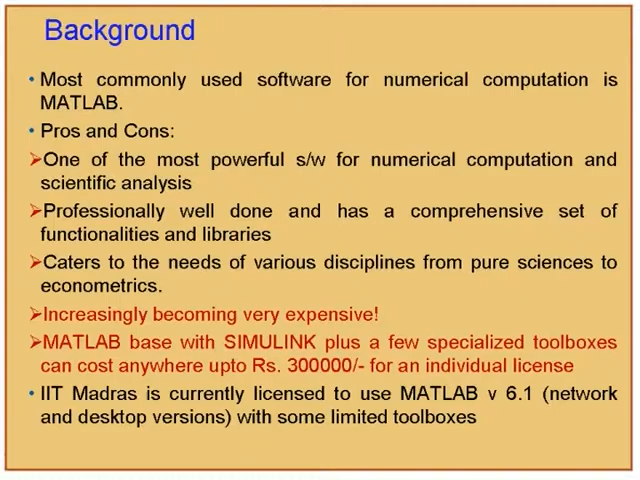 Background
• Most commonly used software for numerical computation is
MATLAB.
• Pros and Cons:
➢One of the most powerful s/w for numerical computation and
scientific analysis
➢Professionally well done and has a comprehensive set of
functionalities and libraries
➢Caters to the needs of various disciplines from pure sciences to
econometrics.
➢Increasingly becoming very expensive!
➢MATLAB base with SIMULINK plus a few specialized toolboxes
can cost anywhere upto Rs. 300000/- for an individual license
• IIT Madras is currently licensed to use MATLAB v 6.1 (network
and desktop versions) with some limited toolboxes